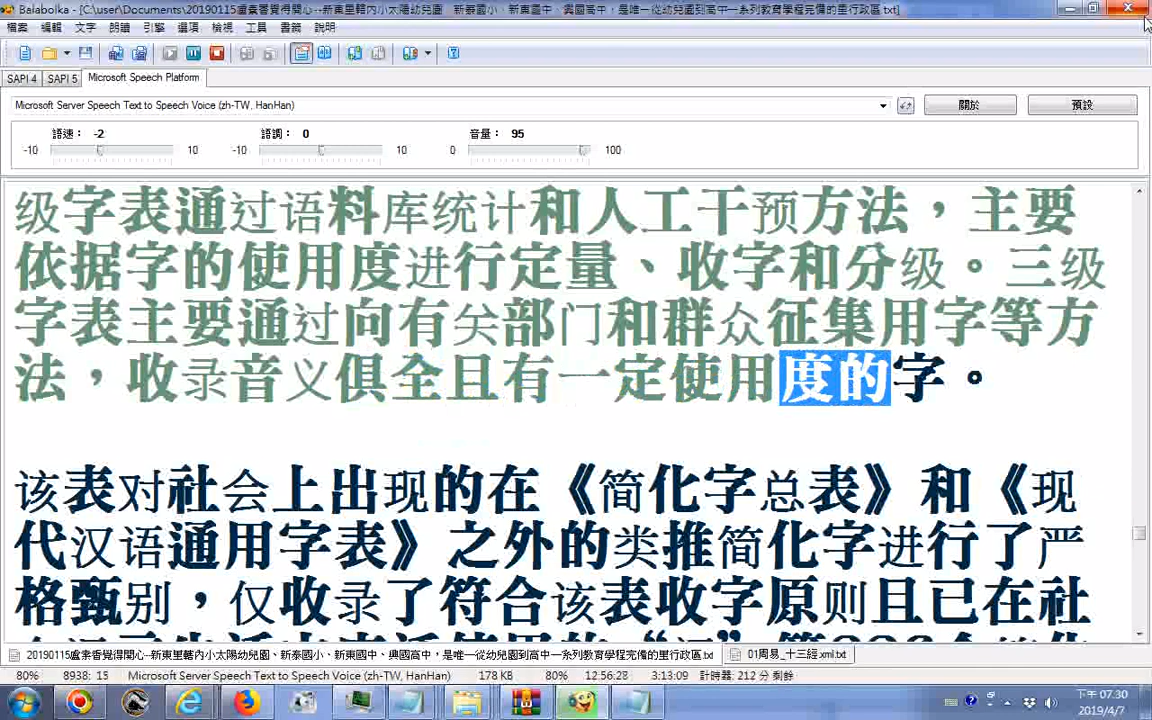 Balabolka - [C:\user\Documents\20190115盧素香覺得開心--新東里轄內小太陽幼兒園、新泰國小、新東國中、興國高中，是唯一從幼兒園到高中一系列教育學程完備的里行政區.txt]
檔案 編輯 文字 朗讀 引擎 選項 檢視 工具 書籤 說明
SAPI 4 SAPI 5 Microsoft Speech Platform
Microsoft Server Speech Text to Speech Voice (zh-TW, HanHan) 關於 預設
語速： -2 語調： 0 音量： 95
-10 10 -10 10 0 100
级字表通过语料库统计和人工干预方法，主要
依据字的使用度进行定量、收字和分级。三级
字表主要通过向有关部门和群众征集用字等方
法，收录音义俱全且有一定使用度的字。
该表对社会上出现的在《简化字总表》和《现
代汉语通用字表》之外的类推简化字进行了严
格甄别，仅收录了符合该表收字原则且已在社
20190115盧素香覺得開心--新東里轄內小太陽幼兒園、新泰國小、新東國中、興國高中，是唯一從幼兒園到高中一系列教育學程完備的里行政區.txt 01周易_十三經.xml.txt
80% 8938: 15 Microsoft Server Speech Text to Speech Voice (zh-TW, HanHan) 178 KB 80% 12:56:28 3:13:09 計時器: 212 分 剩餘
下午 07:30
2019/4/7